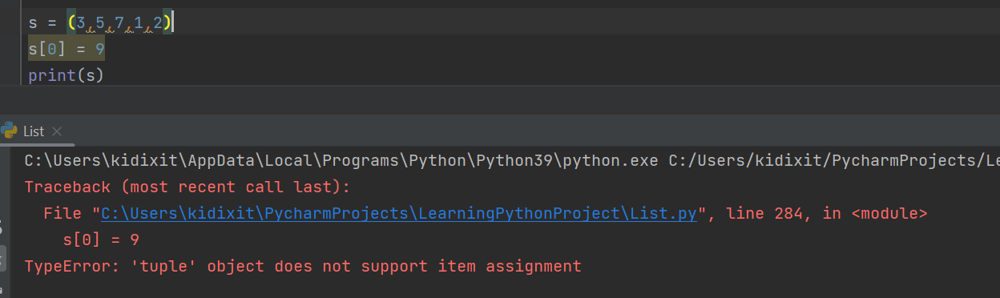 s = (3,5,7,1,2)
s[0] = 9
print(s)
List
C:\Users\kidixit\AppData\Local\Programs\Python\Python39\python.exe C:/Users/kidixit/PycharmProjects/Le
Traceback (most recent call last):
File "C:\Users\kidixit\PycharmProjects\LearningPythonProject\List.py", line 284, in <module>
s[0] = 9
TypeError: 'tuple' object does not support item assignment